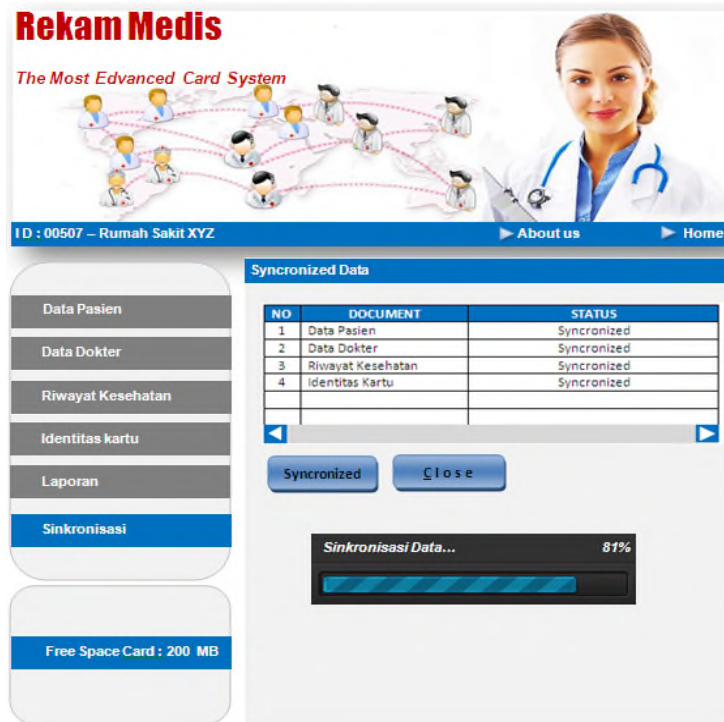 Rekam Medis
The Most Edvanced Card System
ID : 00507 – Rumah Sakit XYZ
About us
Home
Data Pasien
Data Dokter
Riwayat Kesehatan
Identitas kartu
Laporan
Sinkronisasi
Free Space Card : 200 MB
Syncronized Data
NO DOCUMENT STATUS
1 Data Pasien Syncronized
2 Data Dokter Syncronized
3 Riwayat Kesehatan Syncronized
4 Identitas Kartu Syncronized
Syncronized
Close
Sinkronisasi Data... 81%